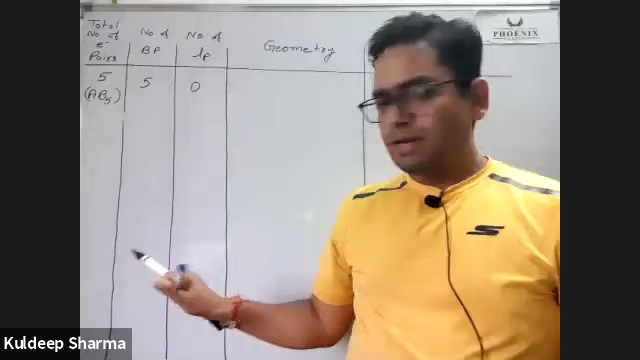 Total No of e⁻ Pairs
No of BP
No of lp
Geometry
5 (AB₅)
5
0
PHOENIX
Kuldeep Sharma